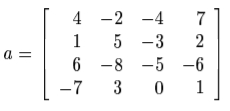 a = [ 4 −2 −4 7
1 5 −3 2
6 −8 −5 −6
−7 3 0 1 ]